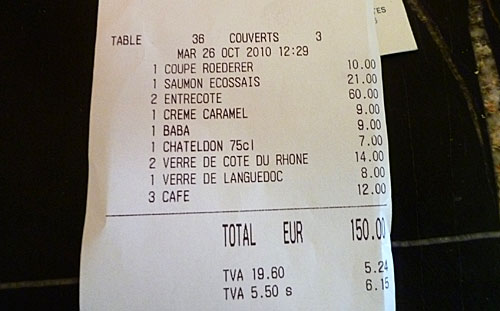 TABLE 36 COUVERTS 3
MAR 26 OCT 2010 12:29
1 COUPE ROEDERER 10.00
1 SAUMON ECOSSAIS 21.00
2 ENTRECOTE 60.00
1 CREME CARAMEL 9.00
1 BABA 9.00
1 CHATELDON 75cl 7.00
2 VERRE DE COTE DU RHONE 14.00
1 VERRE DE LANGUEDOC 8.00
3 CAFE 12.00
TOTAL EUR 150.00
TVA 19.60 5.24
TVA 5.50 s 6.15